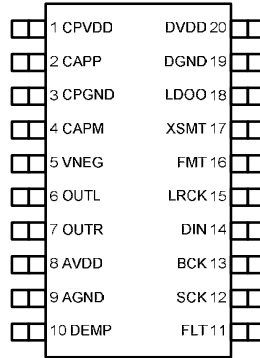 1 CPVDD DVDD 20
2 CAPP DGND 19
3 CPGND LDOO 18
4 CAPM XSMT 17
5 VNEG FMT 16
6 OUTL LRCK 15
7 OUTR DIN 14
8 AVDD BCK 13
9 AGND SCK 12
10 DEMP FLT 11